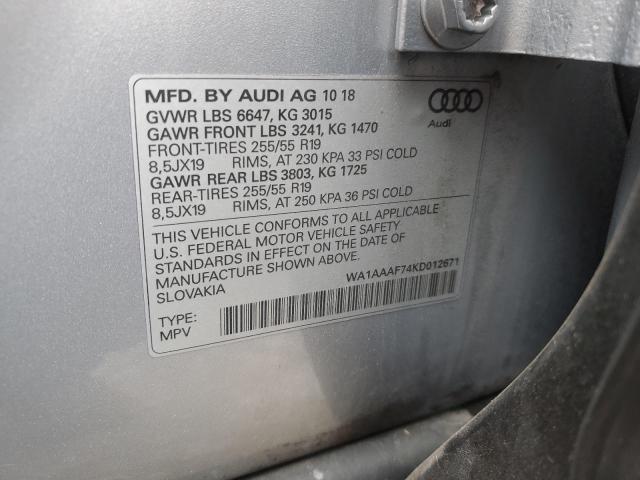 MFD. BY AUDI AG 10 18
GVWR LBS 6647, KG 3015
GAWR FRONT LBS 3241, KG 1470
FRONT-TIRES 255/55 R19
8,5JX19 RIMS, AT 230 KPA 33 PSI COLD
GAWR REAR LBS 3803, KG 1725
REAR-TIRES 255/55 R19
8,5JX19 RIMS, AT 250 KPA 36 PSI COLD
Audi
THIS VEHICLE CONFORMS TO ALL APPLICABLE
U.S. FEDERAL MOTOR VEHICLE SAFETY
STANDARDS IN EFFECT ON THE DATE OF
MANUFACTURE SHOWN ABOVE.
SLOVAKIA
WA1AAAF74KD012671
TYPE:
MPV